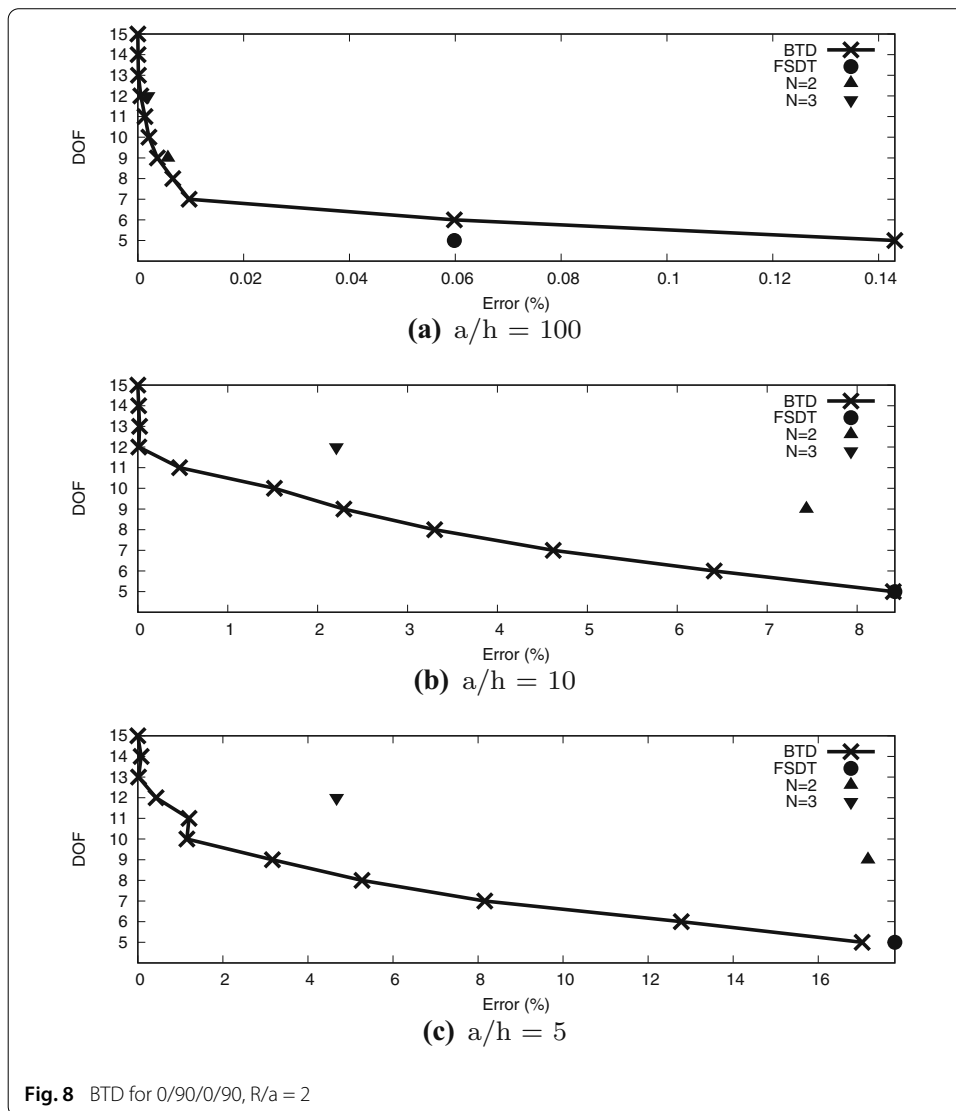 15
14
13
12
11
10
9
8
7
6
5
DOF
BTD
FSDT
N=2
N=3
0 0.02 0.04 0.06 0.08 0.1 0.12 0.14
Error (%)
(a) a/h = 100
15
14
13
12
11
10
9
8
7
6
5
DOF
BTD
FSDT
N=2
N=3
0 1 2 3 4 5 6 7 8
Error (%)
(b) a/h = 10
15
14
13
12
11
10
9
8
7
6
5
DOF
BTD
FSDT
N=2
N=3
0 2 4 6 8 10 12 14 16
Error (%)
(c) a/h = 5
Fig. 8 BTD for 0/90/0/90, R/a = 2